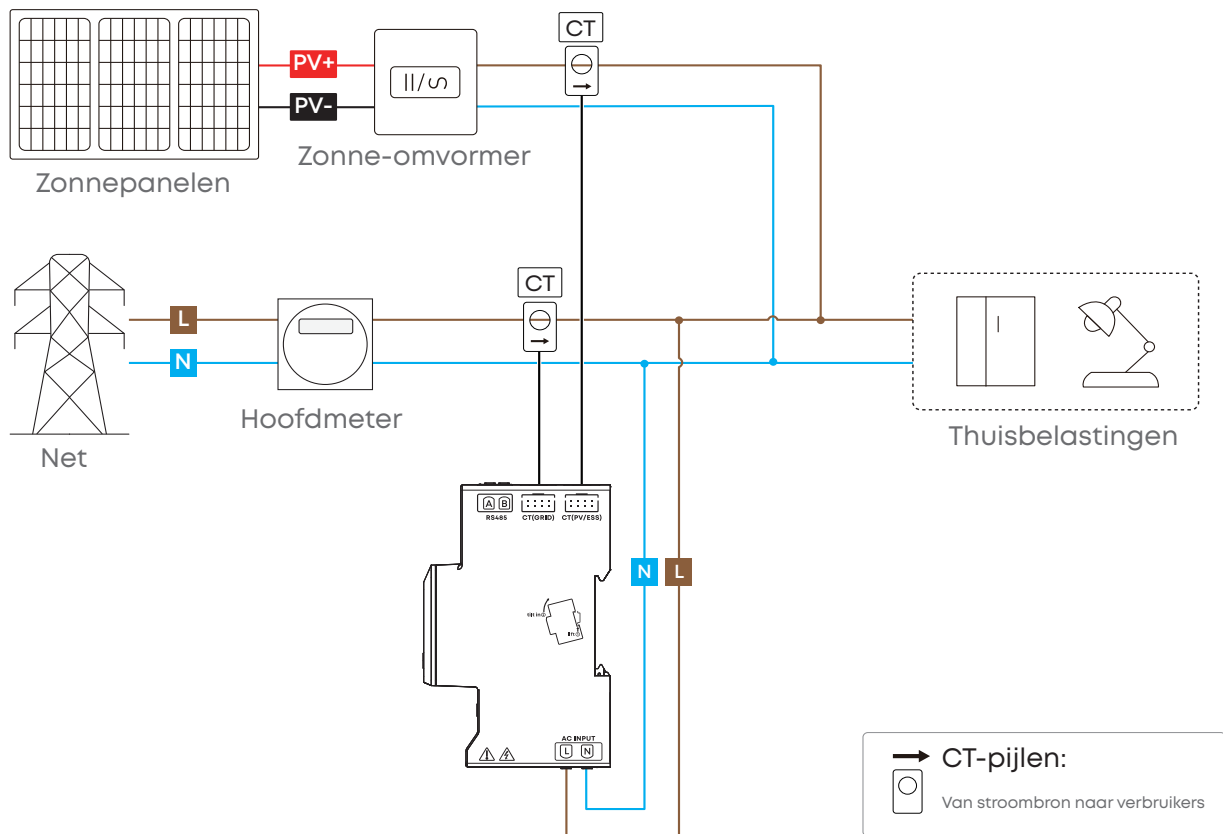 CT
PV+
PV-
Zonne-omvormer
Zonnepanelen
CT
L
N
Hoofdmeter
Net
Thuisbelastingen
A B
RS485 CT(GRID) CT(PV/ESS)
N L
AC INPUT
L N
CT-pijlen:
Van stroombron naar verbruikers